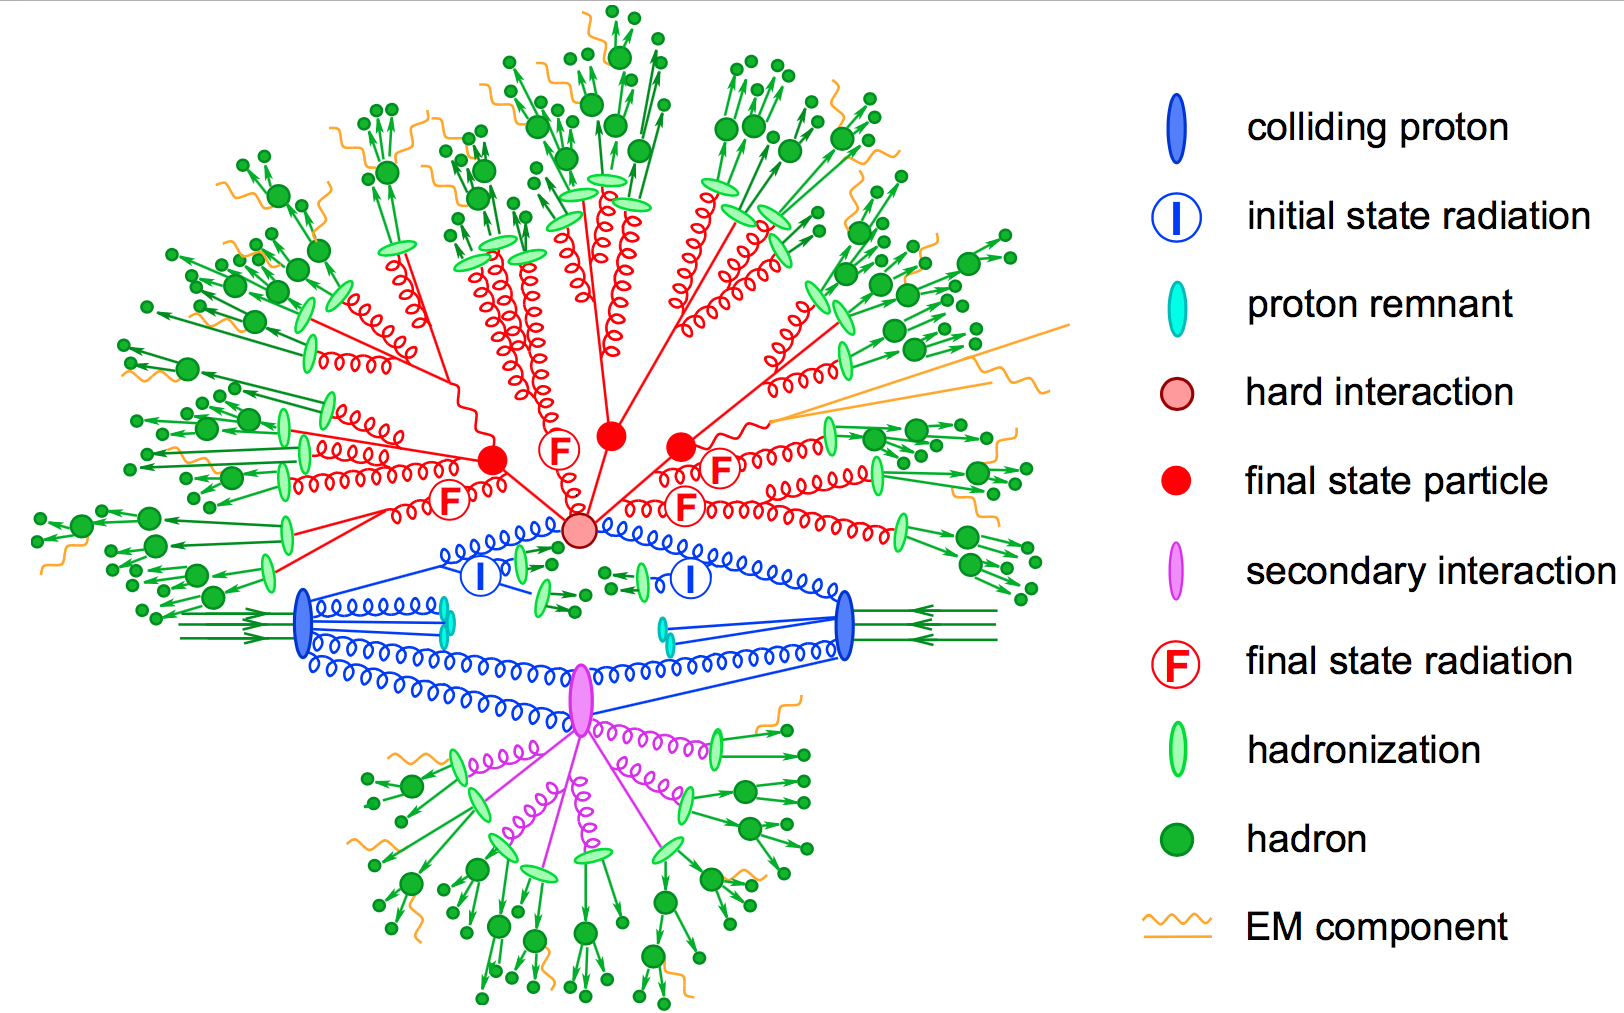 colliding proton
I
initial state radiation
proton remnant
hard interaction
final state particle
secondary interaction
F
final state radiation
hadronization
hadron
EM component
F
F
F
F
I
I